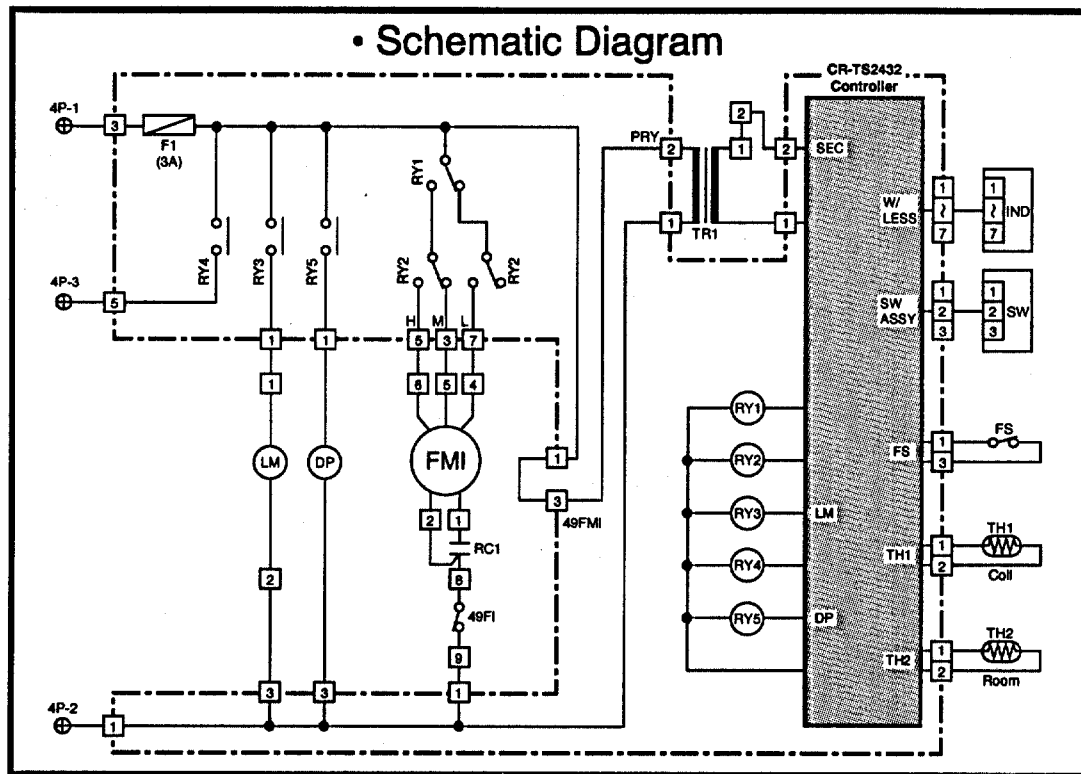 • Schematic Diagram
CR-TS2432
Controller
4P-1
3
F1
(3A)
PRY
2
2
1
2
SEC
RY1
1
TR1
1
W/
LESS
1
~
7
1
~
7
IND
RY4
RY3
RY5
RY2
RY2
4P-3
5
SW
ASSY
1
2
3
1
2
3
SW
H
M
L
1
1
5
3
7
1
6
5
4
RY1
LM
DP
FMI
1
RY2
FS
1
3
FS
3
49FMI
2
1
RY3
LM
RC1
TH1
1
2
TH1
Coil
2
8
RY4
49FI
RY5
DP
9
TH2
1
2
TH2
Room
3
3
1
4P-2
1